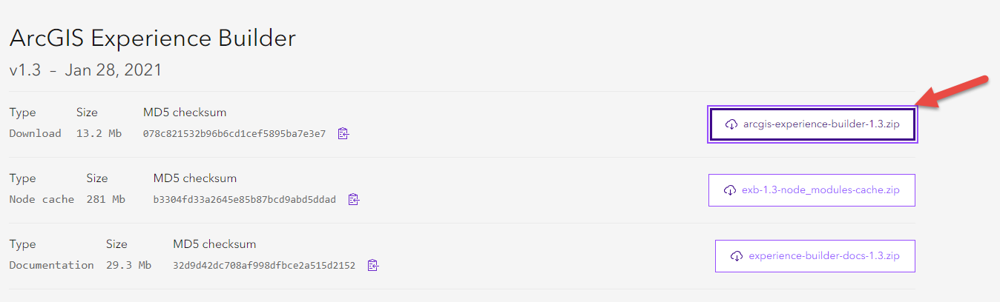 ArcGIS Experience Builder
v1.3 – Jan 28, 2021
Type Size MD5 checksum
Download 13.2 Mb 078c821532b96b6cd1cef5895ba7e3e7 arcgis-experience-builder-1.3.zip
Type Size MD5 checksum
Node cache 281 Mb b3304fd33a2645e85b87bcd9abd5ddad exb-1.3-node_modules-cache.zip
Type Size MD5 checksum
Documentation 29.3 Mb 32d9d42dc708af998dfbce2a515d2152 experience-builder-docs-1.3.zip